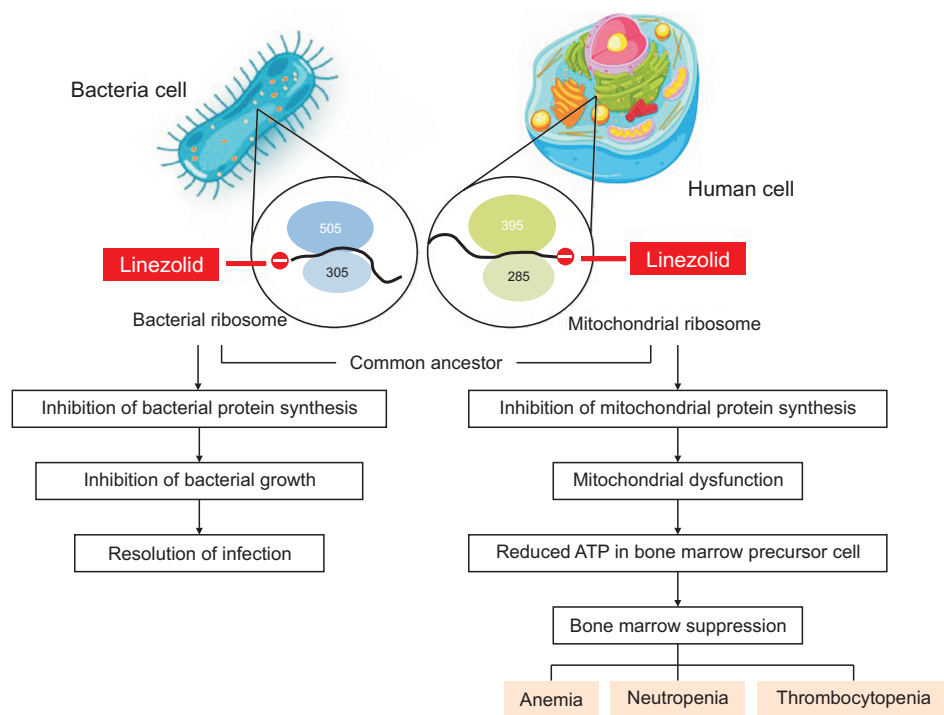 Bacteria cell
Human cell
505
305
395
285
Linezolid
Linezolid
Bacterial ribosome
Mitochondrial ribosome
Common ancestor
Inhibition of bacterial protein synthesis
Inhibition of mitochondrial protein synthesis
Inhibition of bacterial growth
Mitochondrial dysfunction
Resolution of infection
Reduced ATP in bone marrow precursor cell
Bone marrow suppression
Anemia
Neutropenia
Thrombocytopenia